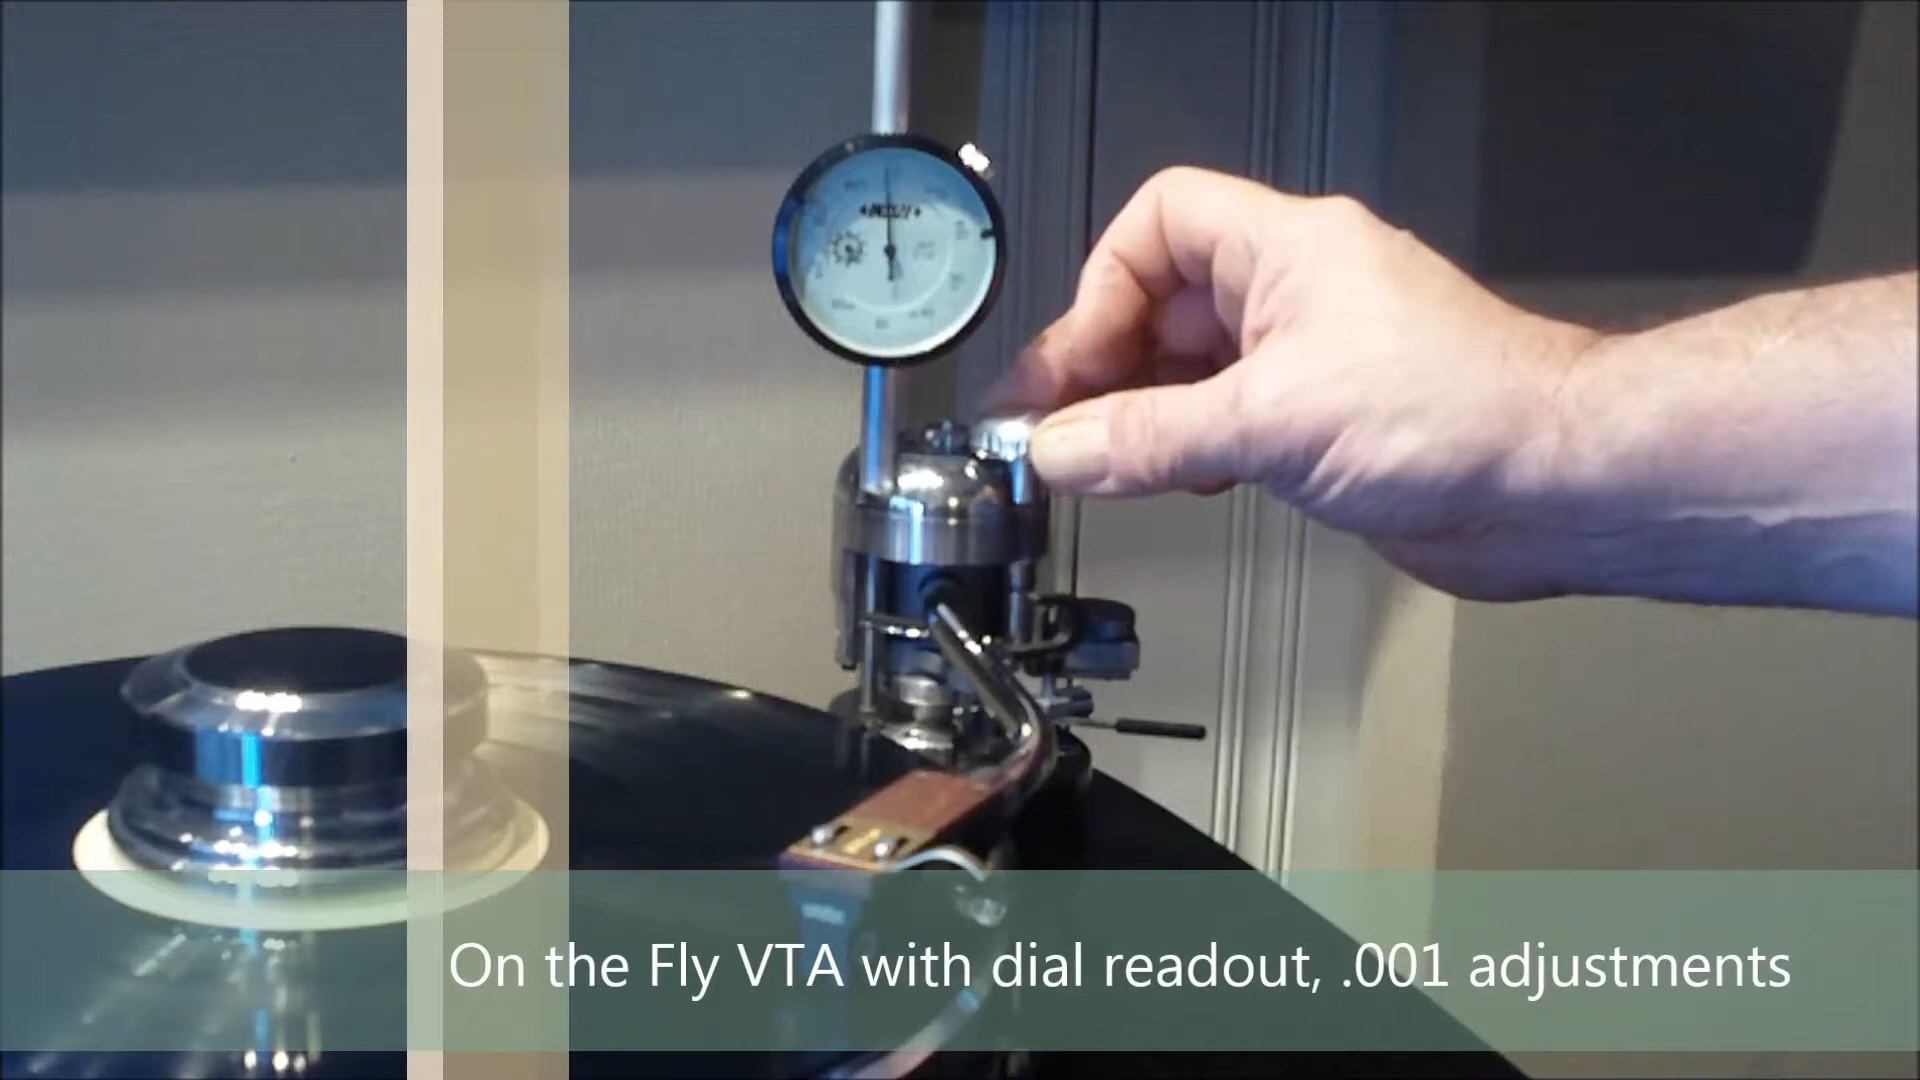 On the Fly VTA with dial readout, .001 adjustments